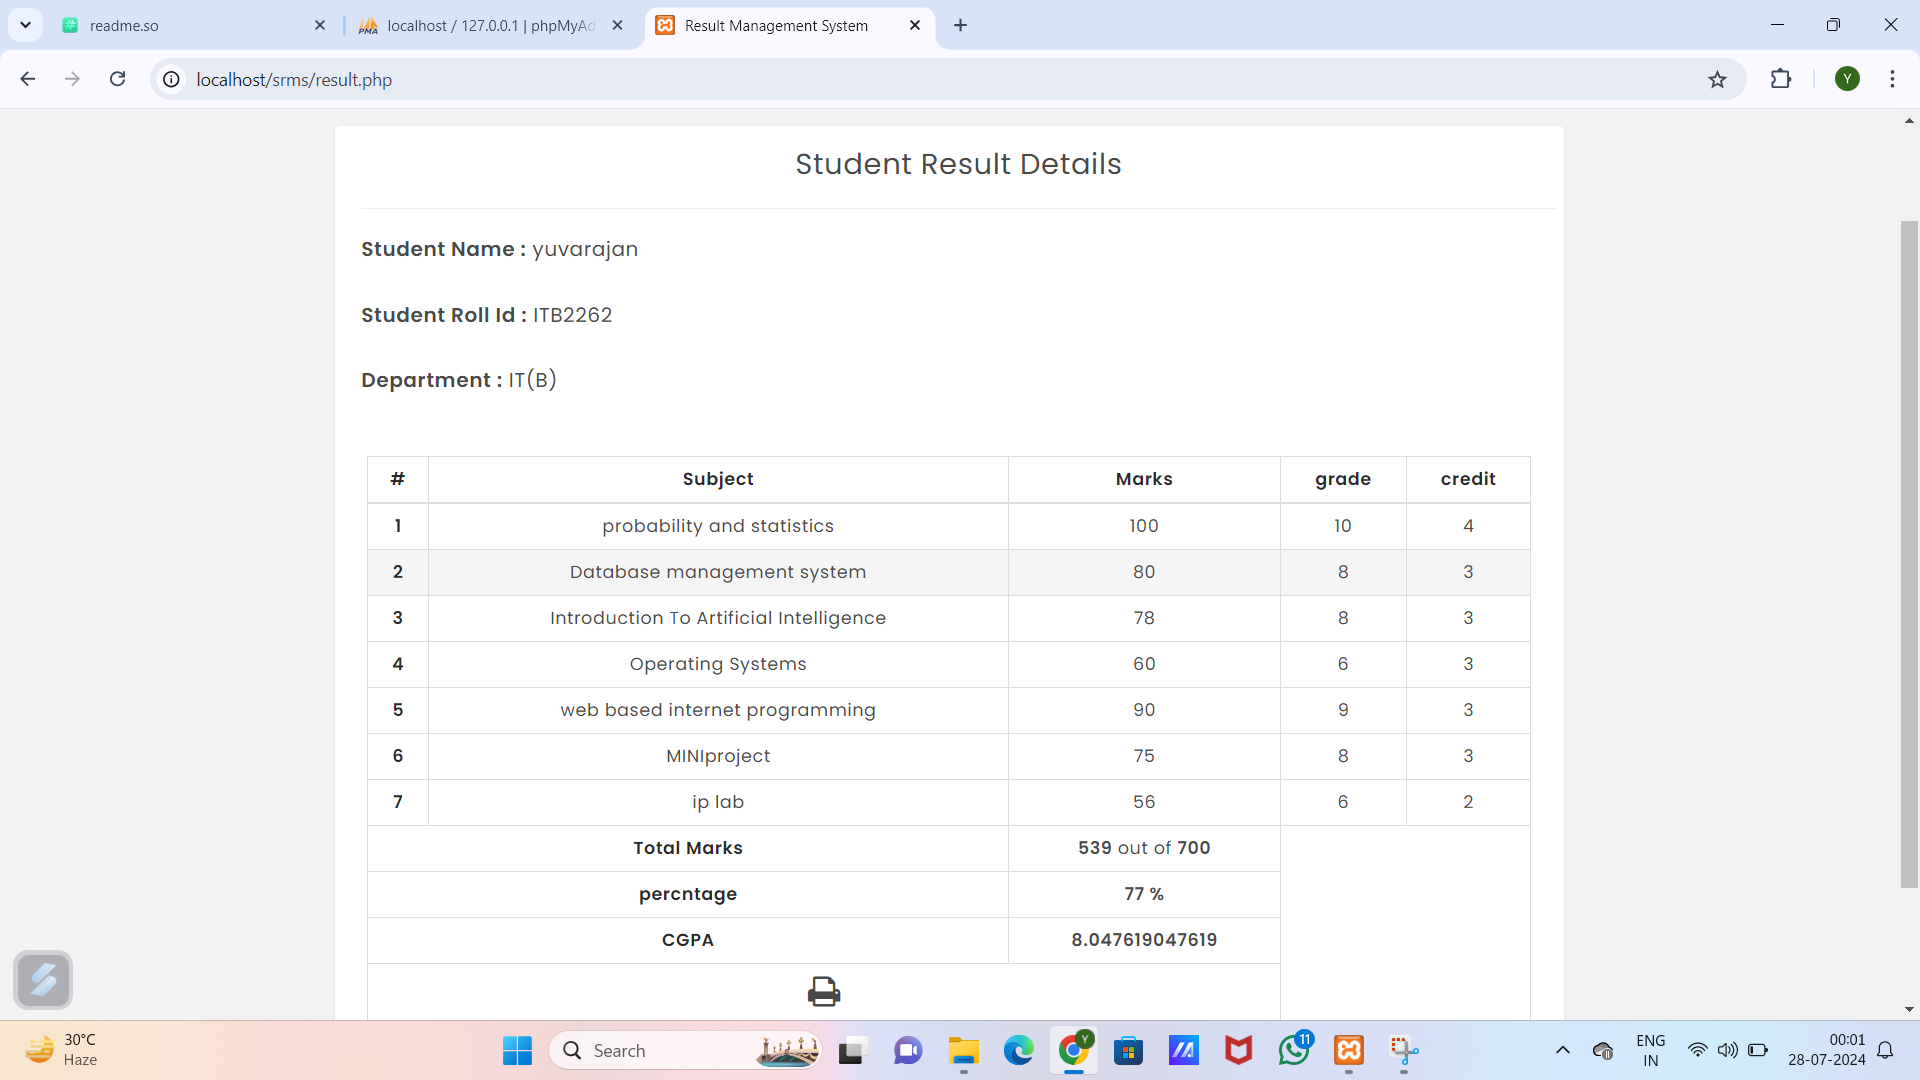 readme.so
localhost / 127.0.0.1 | phpMyAd
Result Management System
localhost/srms/result.php
Y
Student Result Details
Student Name : yuvarajan
Student Roll Id : ITB2262
Department : IT(B)
# Subject Marks grade credit
1 probability and statistics 100 10 4
2 Database management system 80 8 3
3 Introduction To Artificial Intelligence 78 8 3
4 Operating Systems 60 6 3
5 web based internet programming 90 9 3
6 MINIproject 75 8 3
7 ip lab 56 6 2
Total Marks 539 out of 700
percntage 77 %
CGPA 8.047619047619
30°C
Haze
Search
Y
11
ENG
IN
00:01
28-07-2024